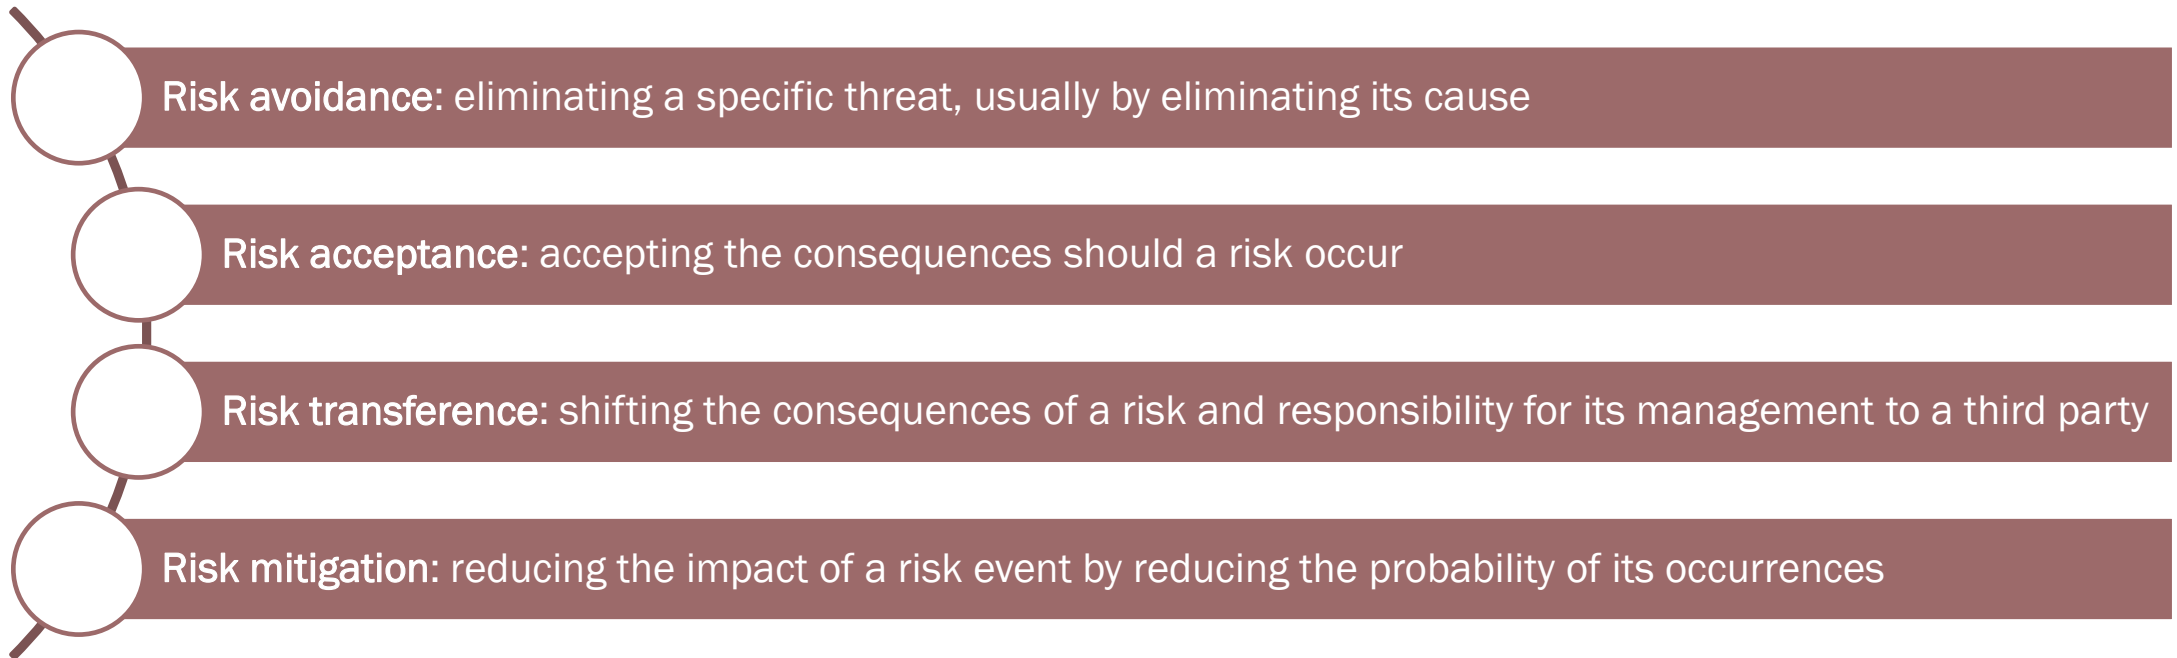 Risk avoidance: eliminating a specific threat, usually by eliminating its cause
Risk acceptance: accepting the consequences should a risk occur
Risk transference: shifting the consequences of a risk and responsibility for its management to a third party
Risk mitigation: reducing the impact of a risk event by reducing the probability of its occurrences